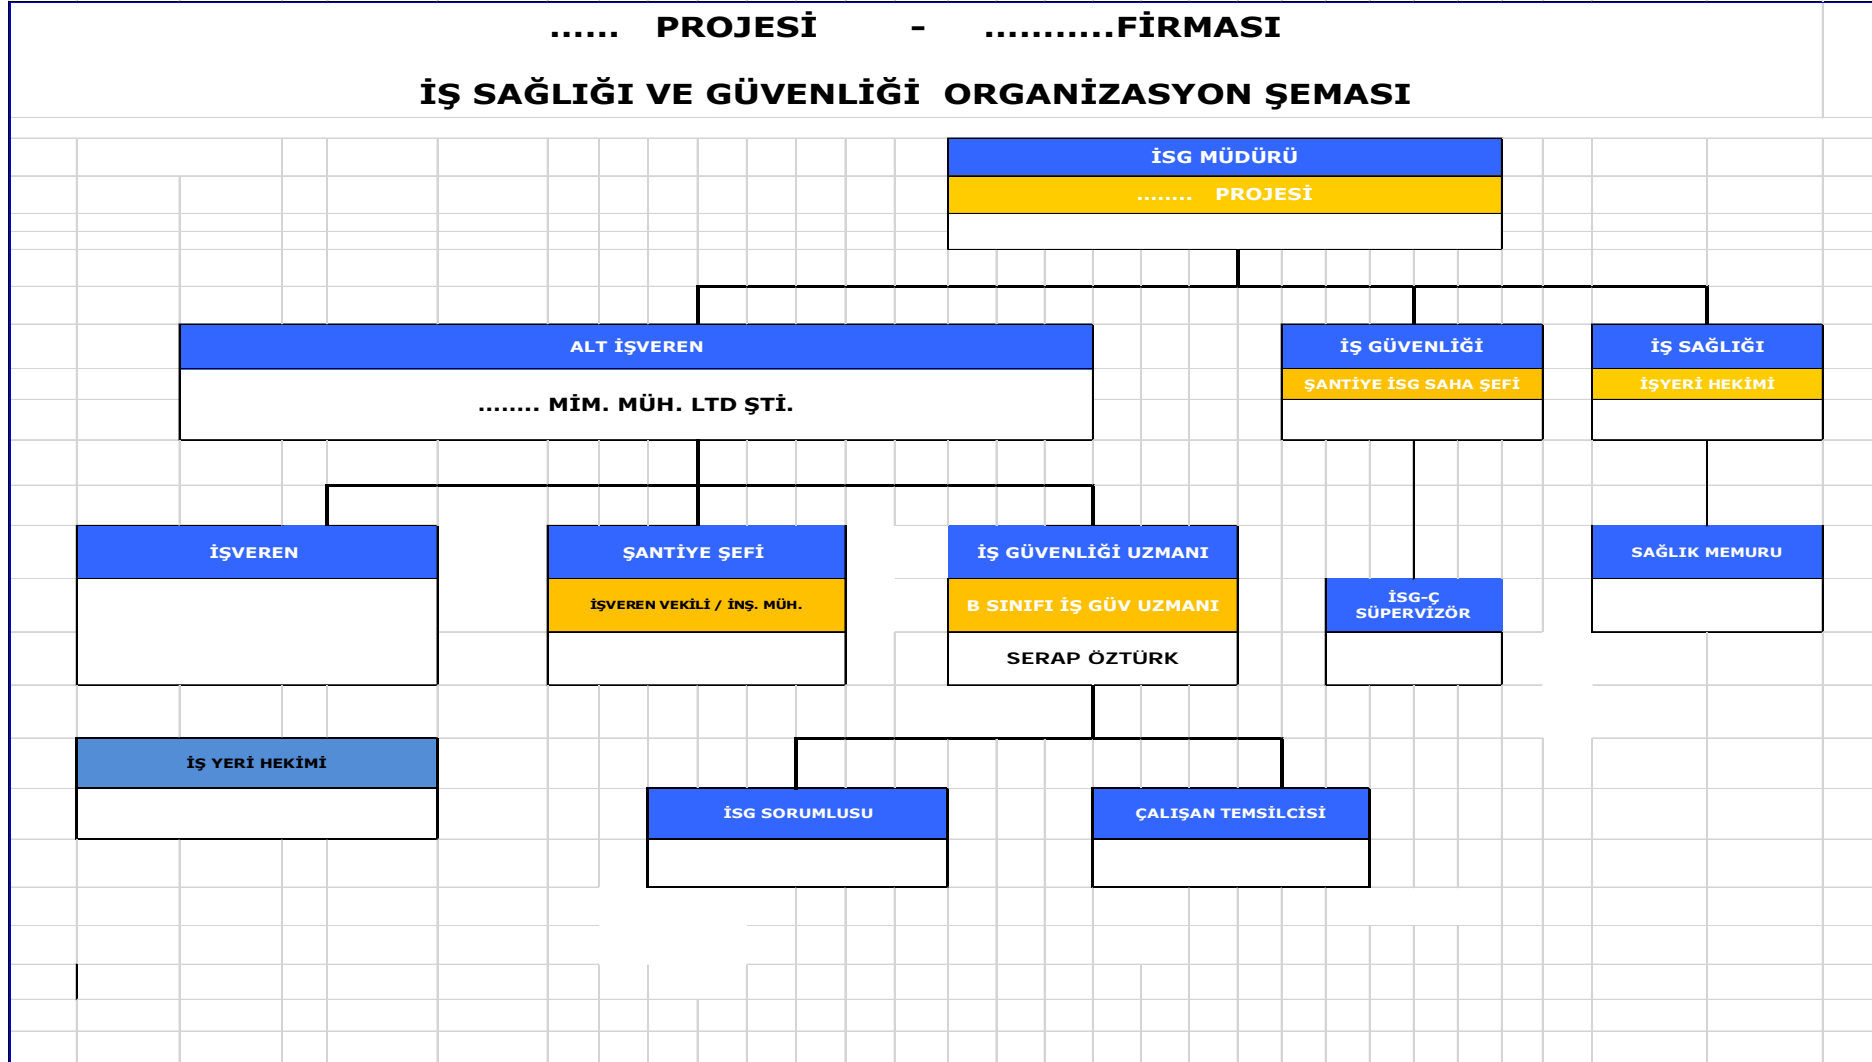 ...... PROJESİ - ...........FİRMASI
İŞ SAĞLIĞI VE GÜVENLİĞİ ORGANİZASYON ŞEMASI
İSG MÜDÜRÜ
........ PROJESİ
ALT İŞVEREN
........ MİM. MÜH. LTD ŞTİ.
İŞ GÜVENLİĞİ
ŞANTİYE İSG SAHA ŞEFİ
İŞ SAĞLIĞI
İŞYERİ HEKİMİ
İŞVEREN
ŞANTİYE ŞEFİ
İŞVEREN VEKİLİ / İNŞ. MÜH.
İŞ GÜVENLİĞİ UZMANI
B SINIFI İŞ GÜV UZMANI
SERAP ÖZTÜRK
İSG-Ç
SÜPERVİZÖR
SAĞLIK MEMURU
İŞ YERİ HEKİMİ
İSG SORUMLUSU
ÇALIŞAN TEMSİLCİSİ